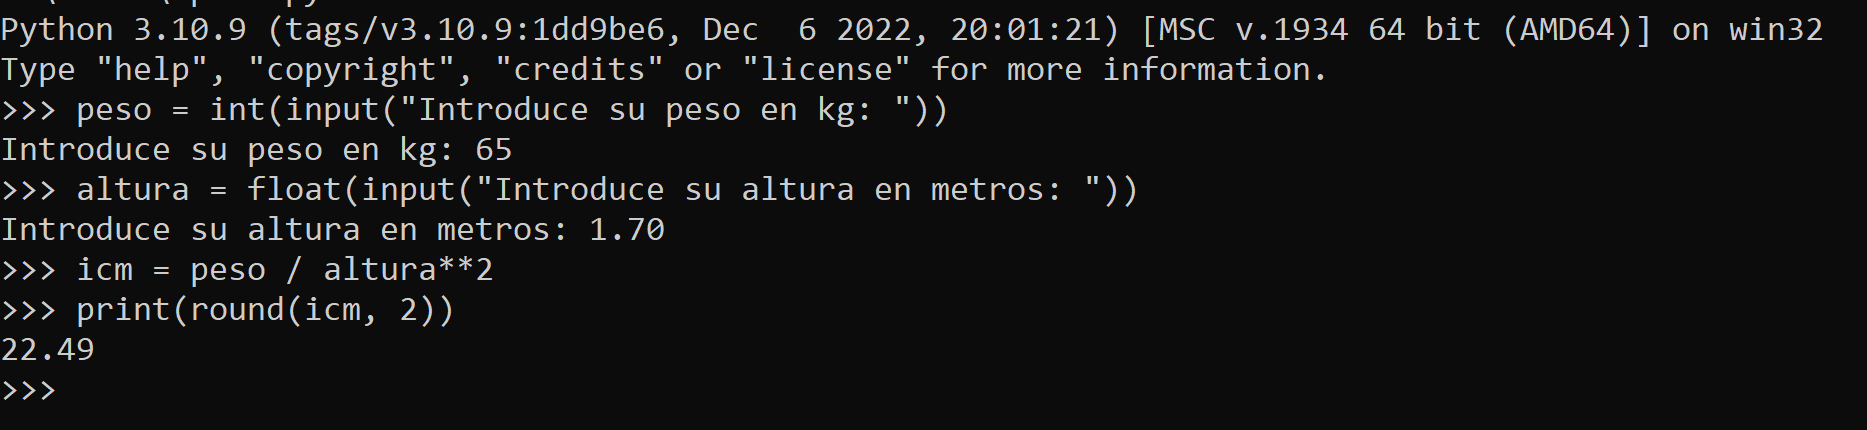 Python 3.10.9 (tags/v3.10.9:1dd9be6, Dec  6 2022, 20:01:21) [MSC v.1934 64 bit (AMD64)] on win32
Type "help", "copyright", "credits" or "license" for more information.
>>> peso = int(input("Introduce su peso en kg: "))
Introduce su peso en kg: 65
>>> altura = float(input("Introduce su altura en metros: "))
Introduce su altura en metros: 1.70
>>> icm = peso / altura**2
>>> print(round(icm, 2))
22.49
>>>